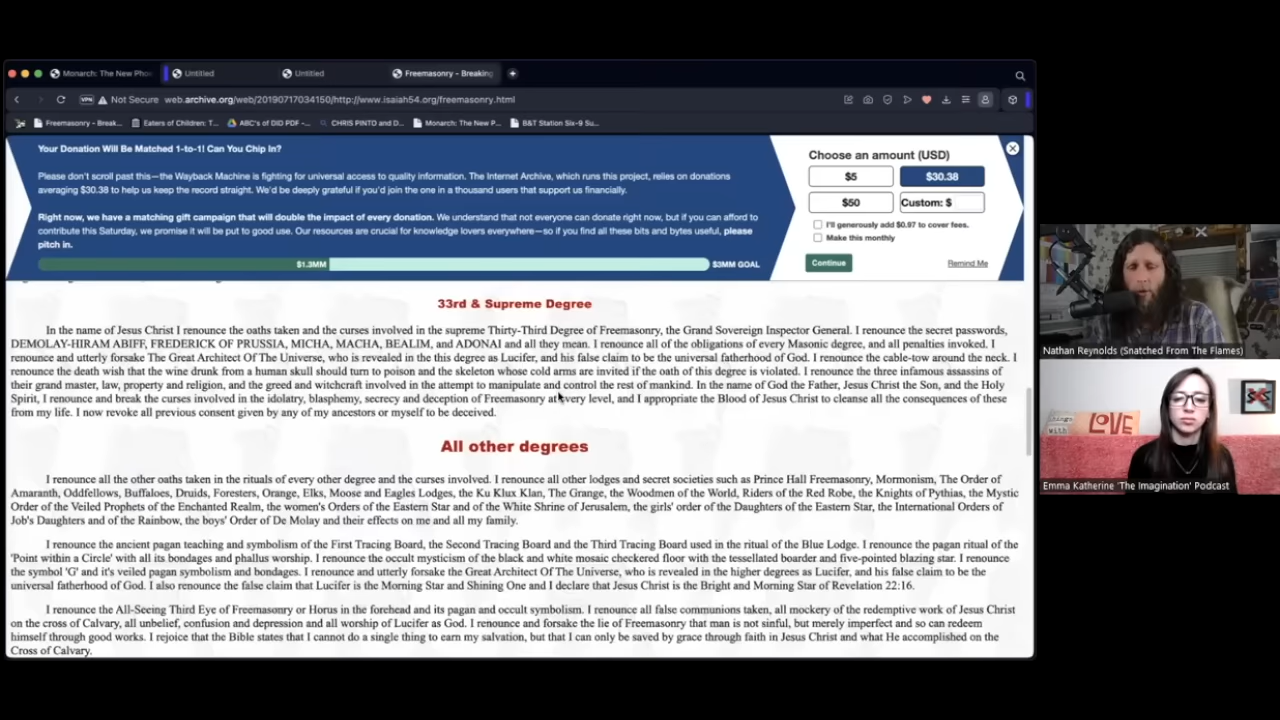 Monarch: The New Pho
Untitled
Untitled
Freemasonry - Breaking
VPN
Not Secure
web.archive.org/web/20190717034150/http://www.isaiah54.org/freemasonry.html
Freemasonry - Break...
Eaters of Children: T...
ABC's of DID PDF -...
CHRIS PINTO and D...
Monarch: The New P...
B&T Station Six-9 Su...
Your Donation Will Be Matched 1-to-1! Can You Chip In?
Please don't scroll past this—the Wayback Machine is fighting for universal access to quality information. The Internet Archive, which runs this project, relies on donations
averaging $30.38 to help us keep the record straight. We'd be deeply grateful if you'd join the one in a thousand users that support us financially.
Right now, we have a matching gift campaign that will double the impact of every donation. We understand that not everyone can donate right now, but if you can afford to
contribute this Saturday, we promise it will be put to good use. Our resources are crucial for knowledge lovers everywhere—so if you find all these bits and bytes useful, please
pitch in.
$1.3MM
$3MM GOAL
Choose an amount (USD)
$5
$30.38
$50
Custom: $
I'll generously add $0.97 to cover fees.
Make this monthly
Continue
Remind Me
33rd & Supreme Degree
In the name of Jesus Christ I renounce the oaths taken and the curses involved in the supreme Thirty-Third Degree of Freemasonry, the Grand Sovereign Inspector General. I renounce the secret passwords,
DEMOLAY-HIRAM ABIFF, FREDERICK OF PRUSSIA, MICHA, MACHA, BEALIM, and ADONAI and all they mean. I renounce all of the obligations of every Masonic degree, and all penalties invoked. I
renounce and utterly forsake The Great Architect Of The Universe, who is revealed in the this degree as Lucifer, and his false claim to be the universal fatherhood of God. I renounce the cable-tow around the neck. I
renounce the death wish that the wine drunk from a human skull should turn to poison and the skeleton whose cold arms are invited if the oath of this degree is violated. I renounce the three infamous assassins of
their grand master, law, property and religion, and the greed and witchcraft involved in the attempt to manipulate and control the rest of mankind. In the name of God the Father, Jesus Christ the Son, and the Holy
Spirit, I renounce and break the curses involved in the idolatry, blasphemy, secrecy and deception of Freemasonry at every level, and I appropriate the Blood of Jesus Christ to cleanse all the consequences of these
from my life. I now revoke all previous consent given by any of my ancestors or myself to be deceived.
All other degrees
I renounce all the other oaths taken in the rituals of every other degree and the curses involved. I renounce all other lodges and secret societies such as Prince Hall Freemasonry, Mormonism, The Order of
Amaranth, Oddfellows, Buffaloes, Druids, Foresters, Orange, Elks, Moose and Eagles Lodges, the Ku Klux Klan, The Grange, the Woodmen of the World, Riders of the Red Robe, the Knights of Pythias, the Mystic
Order of the Veiled Prophets of the Enchanted Realm, the women's Orders of the Eastern Star and of the White Shrine of Jerusalem, the girls' order of the Daughters of the Eastern Star, the International Orders of
Job's Daughters and of the Rainbow, the boys' Order of De Molay and their effects on me and all my family.
I renounce the ancient pagan teaching and symbolism of the First Tracing Board, the Second Tracing Board and the Third Tracing Board used in the ritual of the Blue Lodge. I renounce the pagan ritual of the
'Point within a Circle' with all its bondages and phallus worship. I renounce the occult mysticism of the black and white mosaic checkered floor with the tessellated boarder and five-pointed blazing star. I renounce
the symbol 'G' and it's veiled pagan symbolism and bondages. I renounce and utterly forsake the Great Architect Of The Universe, who is revealed in the higher degrees as Lucifer, and his false claim to be the
universal fatherhood of God. I also renounce the false claim that Lucifer is the Morning Star and Shining One and I declare that Jesus Christ is the Bright and Morning Star of Revelation 22:16.
I renounce the All-Seeing Third Eye of Freemasonry or Horus in the forehead and its pagan and occult symbolism. I renounce all false communions taken, all mockery of the redemptive work of Jesus Christ
on the cross of Calvary, all unbelief, confusion and depression and all worship of Lucifer as God. I renounce and forsake the lie of Freemasonry that man is not sinful, but merely imperfect and so can redeem
himself through good works. I rejoice that the Bible states that I cannot do a single thing to earn my salvation, but that I can only be saved by grace through faith in Jesus Christ and what He accomplished on the
Cross of Calvary.
Nathan Reynolds (Snatched From The Flames)
things
with
LOVE
Emma Katherine 'The Imagination' Podcast